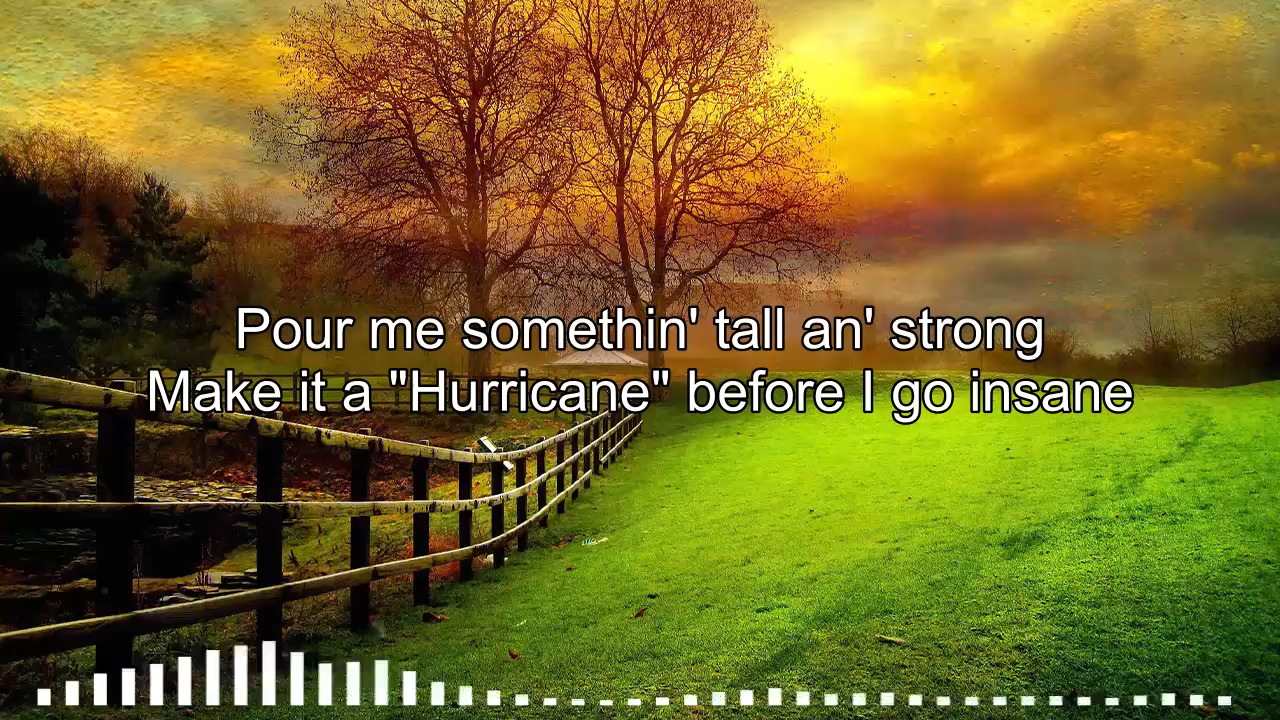 Pour me somethin' tall an' strong
Make it a "Hurricane" before I go insane